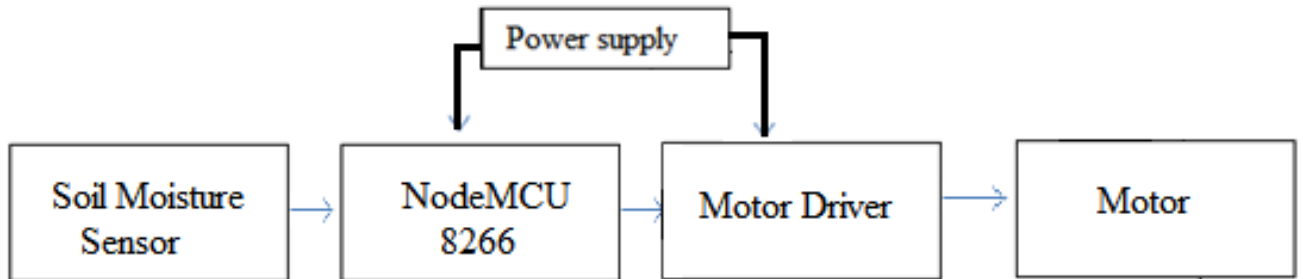 Power supply
Soil Moisture
Sensor
NodeMCU
8266
Motor Driver
Motor